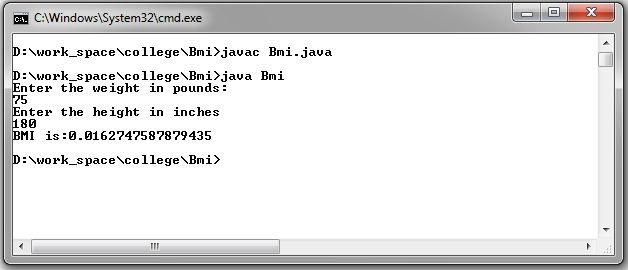 C:\Windows\System32\cmd.exe
D:\work_space\college\Bmi>javac Bmi.java
D:\work_space\college\Bmi>java Bmi
Enter the weight in pounds:
75
Enter the height in inches
180
BMI is:0.0162747587879435
D:\work_space\college\Bmi>